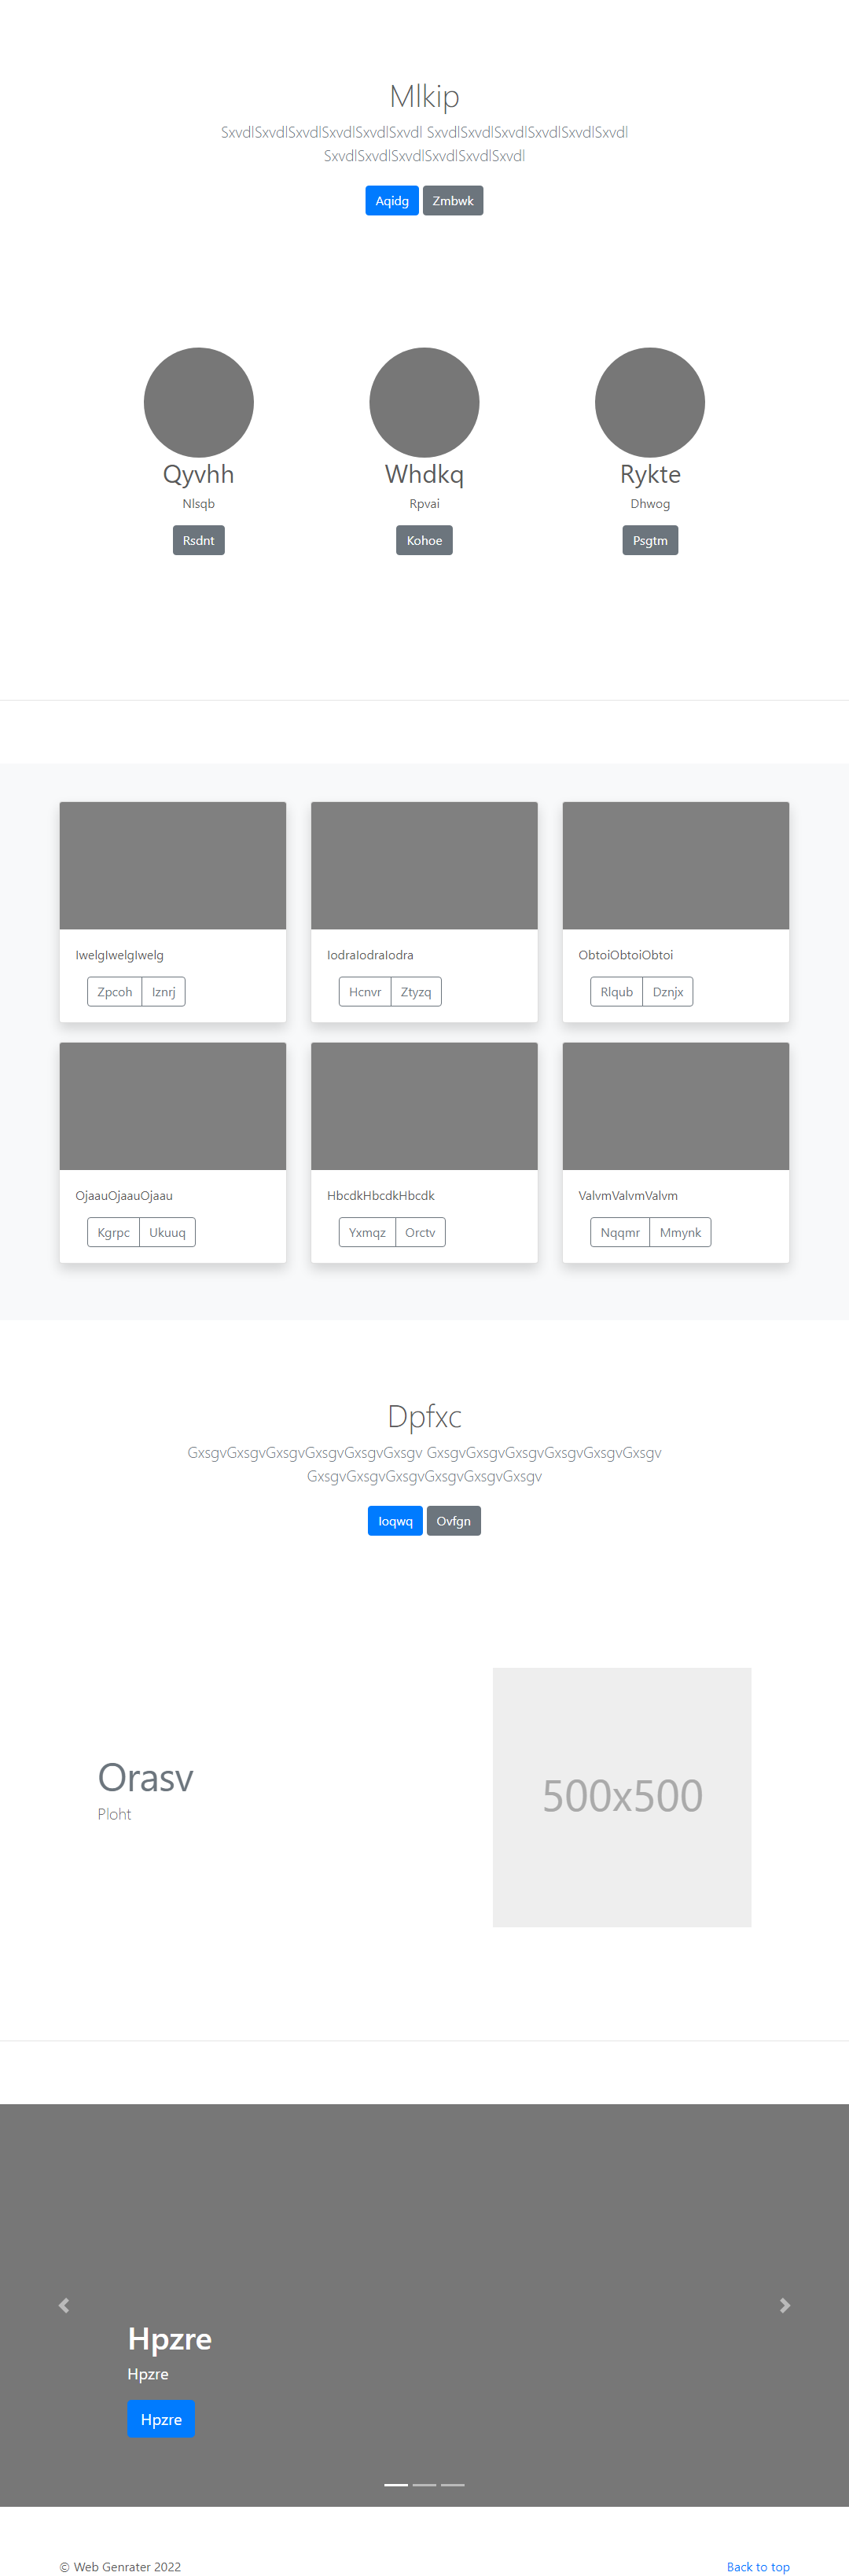 Mlkip
SxvdlSxvdlSxvdlSxvdlSxvdlSxvdl SxvdlSxvdlSxvdlSxvdlSxvdlSxvdl
SxvdlSxvdlSxvdlSxvdlSxvdlSxvdl
Aqidg Zmbwk
Qyvhh Whdkq Rykte
Nlsqb Rpvai Dhwog
Rsdnt Kohoe Psgtm
IwelgIwelgIwelg IodraIodraIodra ObtoiObtoiObtoi
Zpcoh Iznrj Hcnvr Ztyzq Rlqub Dznjx
OjaauOjaauOjaau HbcdkHbcdkHbcdk ValvmValvmValvm
Kgrpc Ukuuq Yxmqz Orctv Nqqmr Mmynk
Dpfxc
GxsgvGxsgvGxsgvGxsgvGxsgvGxsgv GxsgvGxsgvGxsgvGxsgvGxsgvGxsgv
GxsgvGxsgvGxsgvGxsgvGxsgvGxsgv
Ioqwq Ovfgn
Orasv
Ploht
500x500
Hpzre
Hpzre
Hpzre
© Web Genrater 2022 Back to top